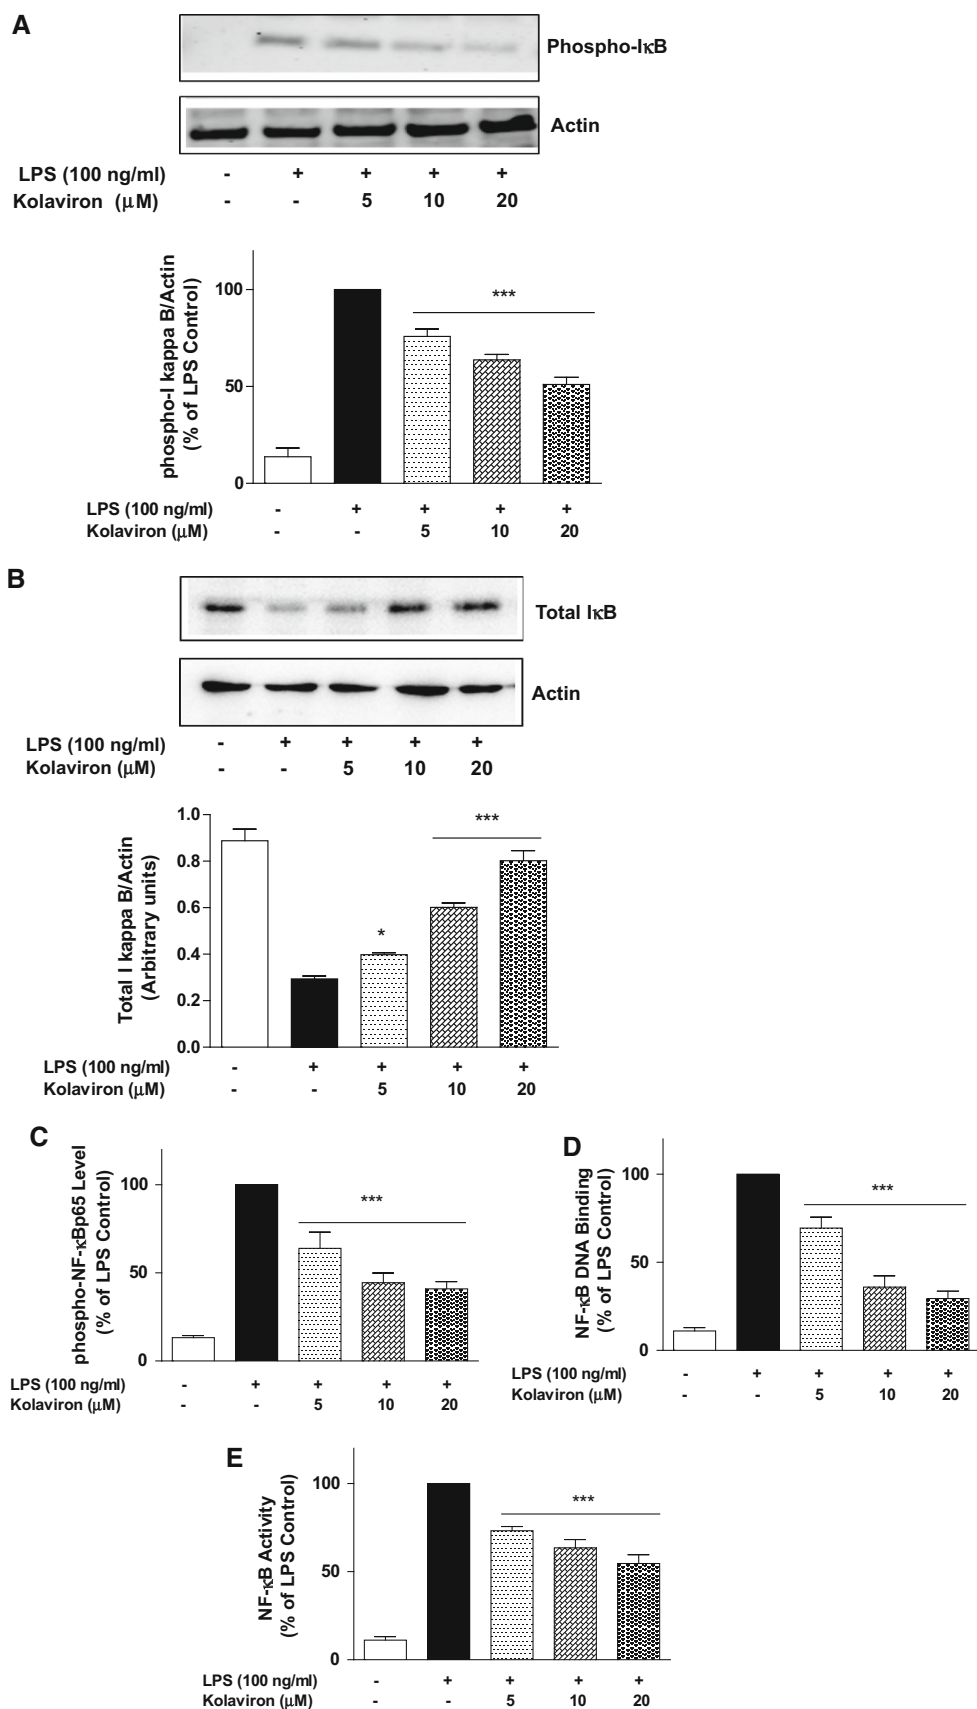 A
Phospho-IκB
Actin
LPS (100 ng/ml) - + + + +
Kolaviron (μM) - - 5 10 20
phospho-I kappa B/Actin
(% of LPS Control)
100
***
50
0
LPS (100 ng/ml) - + + + +
Kolaviron (μM) - - 5 10 20
B
Total IκB
Actin
LPS (100 ng/ml) - + + + +
Kolaviron (μM) - - 5 10 20
Total I kappa B/Actin
(Arbitrary units)
1.0
***
0.8
0.6
*
0.4
0.2
0.0
LPS (100 ng/ml) - + + + +
Kolaviron (μM) - - 5 10 20
C
phospho-NF-κBp65 Level
(% of LPS Control)
100
***
50
0
LPS (100 ng/ml) - + + + +
Kolaviron (μM) - - 5 10 20
D
NF-κB DNA Binding
(% of LPS Control)
100
***
50
0
LPS (100 ng/ml) - + + + +
Kolaviron (μM) - - 5 10 20
E
NF-κB Activity
(% of LPS Control)
100
***
50
0
LPS (100 ng/ml) - + + + +
Kolaviron (μM) - - 5 10 20